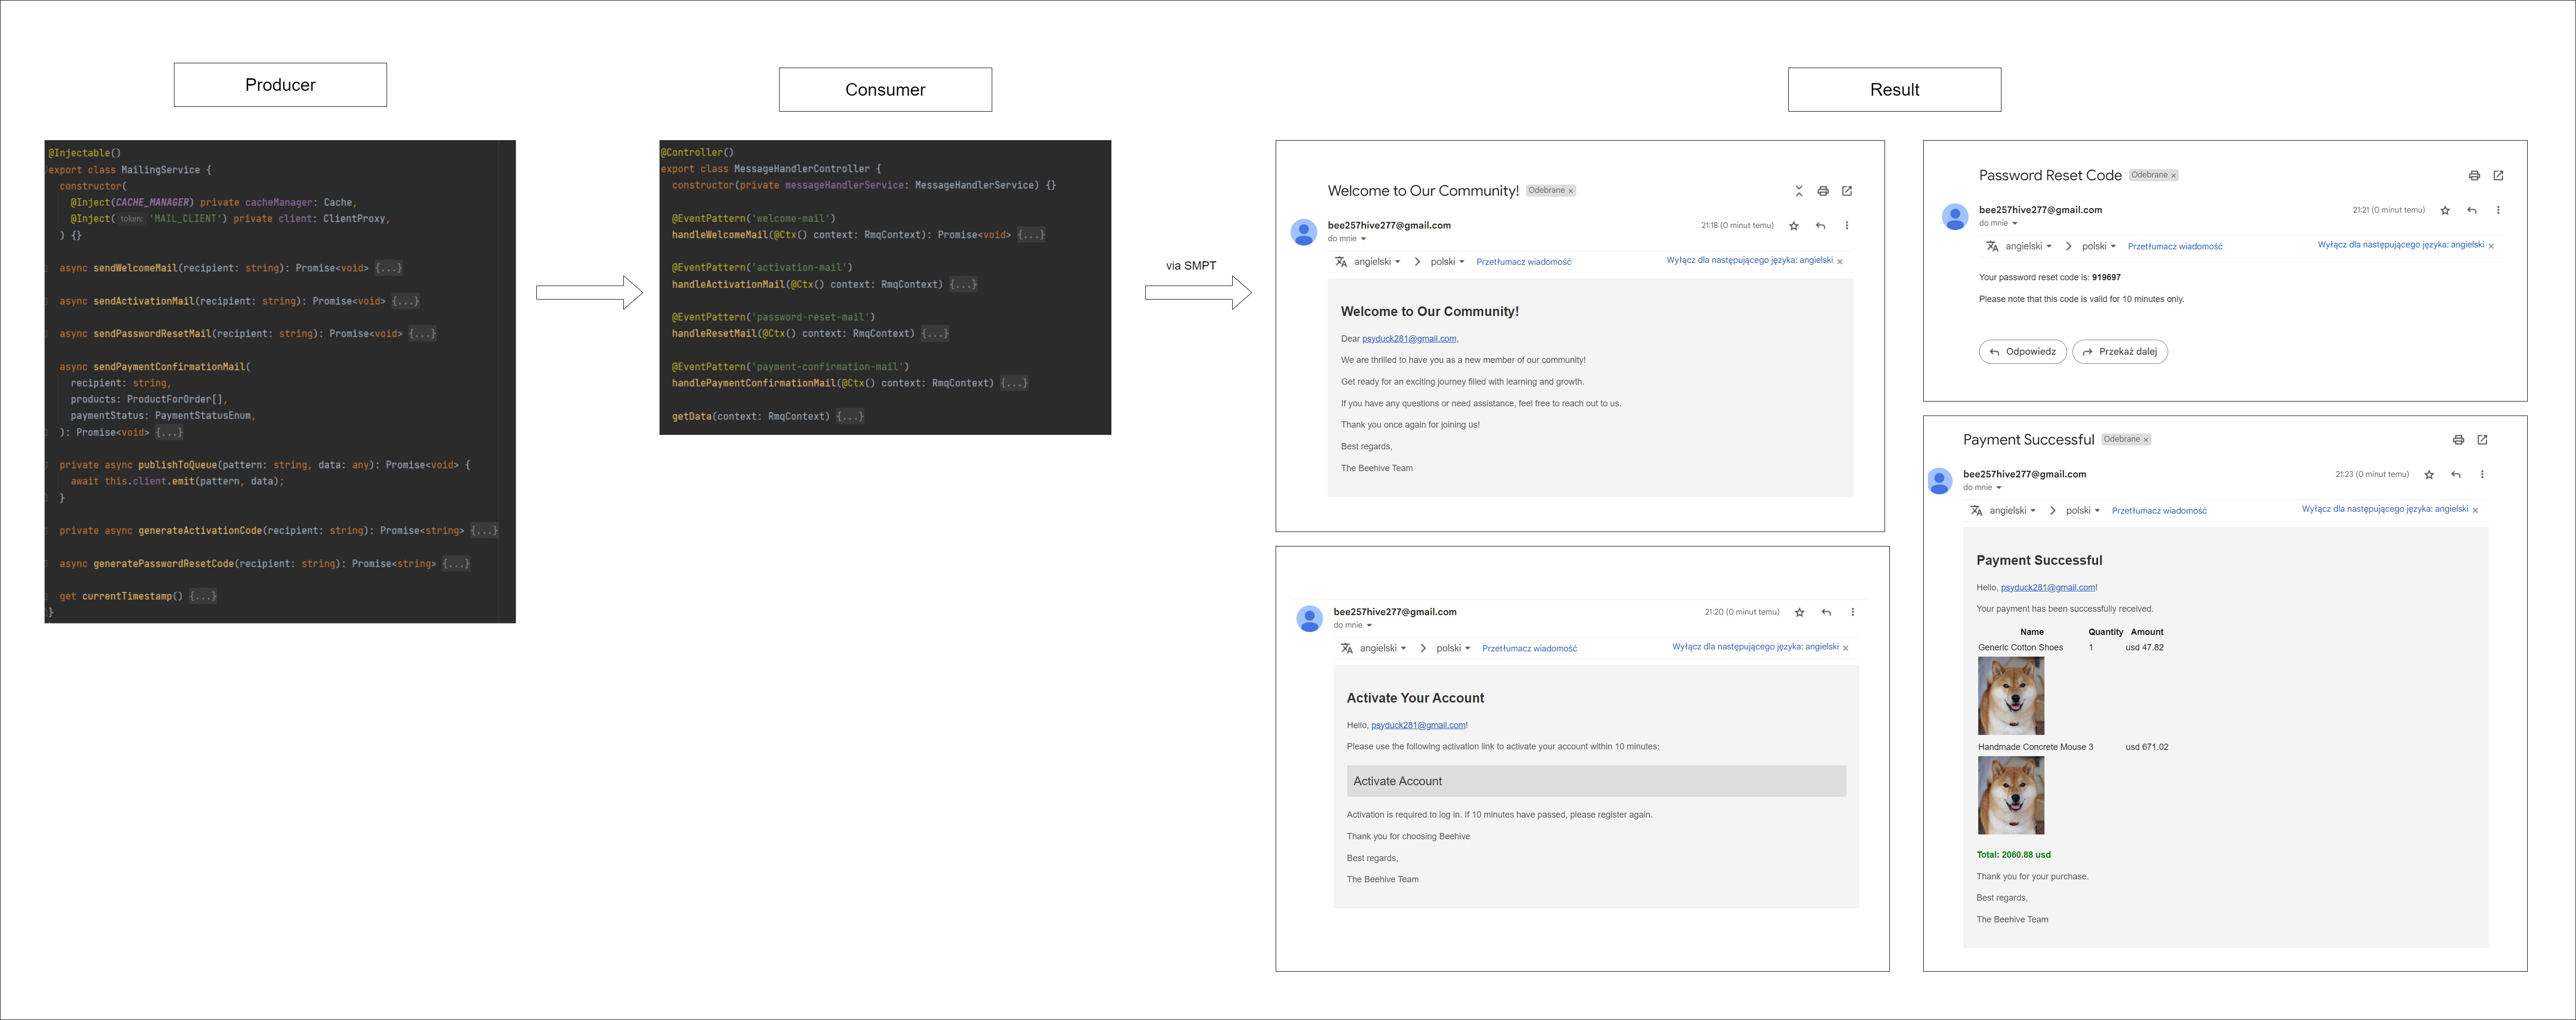 Producer
@Injectable()
export class MailingService {
constructor(
@Inject(CACHE_MANAGER) private cacheManager: Cache,
@Inject( token: 'MAIL_CLIENT') private client: ClientProxy,
) {}
async sendWelcomeMail(recipient: string): Promise<void> {...}
async sendActivationMail(recipient: string): Promise<void> {...}
async sendPasswordResetMail(recipient: string): Promise<void> {...}
async sendPaymentConfirmationMail(
recipient: string,
products: ProductForOrder[],
paymentStatus: PaymentStatusEnum,
): Promise<void> {...}
private async publishToQueue(pattern: string, data: any): Promise<void> {
await this.client.emit(pattern, data);
}
private async generateActivationCode(recipient: string): Promise<string> {...}
async generatePasswordResetCode(recipient: string): Promise<string> {...}
get currentTimestamp() {...}
}
Consumer
@Controller()
export class MessageHandlerController {
constructor(private messageHandlerService: MessageHandlerService) {}
@EventPattern('welcome-mail')
handleWelcomeMail(@Ctx() context: RmqContext): Promise<void> {...}
@EventPattern('activation-mail')
handleActivationMail(@Ctx() context: RmqContext) {...}
@EventPattern('password-reset-mail')
handleResetMail(@Ctx() context: RmqContext) {...}
@EventPattern('payment-confirmation-mail')
handlePaymentConfirmationMail(@Ctx() context: RmqContext) {...}
getData(context: RmqContext) {...}
via SMPT
Result
Welcome to Our Community! Odebrane ×
bee257hive277@gmail.com 21:18 (0 minut temu)
do mnie
angielski > polski Przetłumacz wiadomość Wyłącz dla następującego języka: angielski ×
Welcome to Our Community!
Dear psyduck281@gmail.com,
We are thrilled to have you as a new member of our community!
Get ready for an exciting journey filled with learning and growth.
If you have any questions or need assistance, feel free to reach out to us.
Thank you once again for joining us!
Best regards,
The Beehive Team
bee257hive277@gmail.com 21:20 (0 minut temu)
do mnie
angielski > polski Przetłumacz wiadomość Wyłącz dla następującego języka: angielski ×
Activate Your Account
Hello, psyduck281@gmail.com!
Please use the following activation link to activate your account within 10 minutes:
Activate Account
Activation is required to log in. If 10 minutes have passed, please register again.
Thank you for choosing Beehive
Best regards,
The Beehive Team
Password Reset Code Odebrane ×
bee257hive277@gmail.com 21:21 (0 minut temu)
do mnie
angielski > polski Przetłumacz wiadomość Wyłącz dla następującego języka: angielski ×
Your password reset code is: 919697
Please note that this code is valid for 10 minutes only.
Odpowiedz Przekaż dalej
Payment Successful Odebrane ×
bee257hive277@gmail.com 21:23 (0 minut temu)
do mnie
angielski > polski Przetłumacz wiadomość Wyłącz dla następującego języka: angielski ×
Payment Successful
Hello, psyduck281@gmail.com!
Your payment has been successfully received.
Name Quantity Amount
Generic Cotton Shoes 1 usd 47.82
Handmade Concrete Mouse 3 usd 671.02
Total: 2060.88 usd
Thank you for your purchase.
Best regards,
The Beehive Team